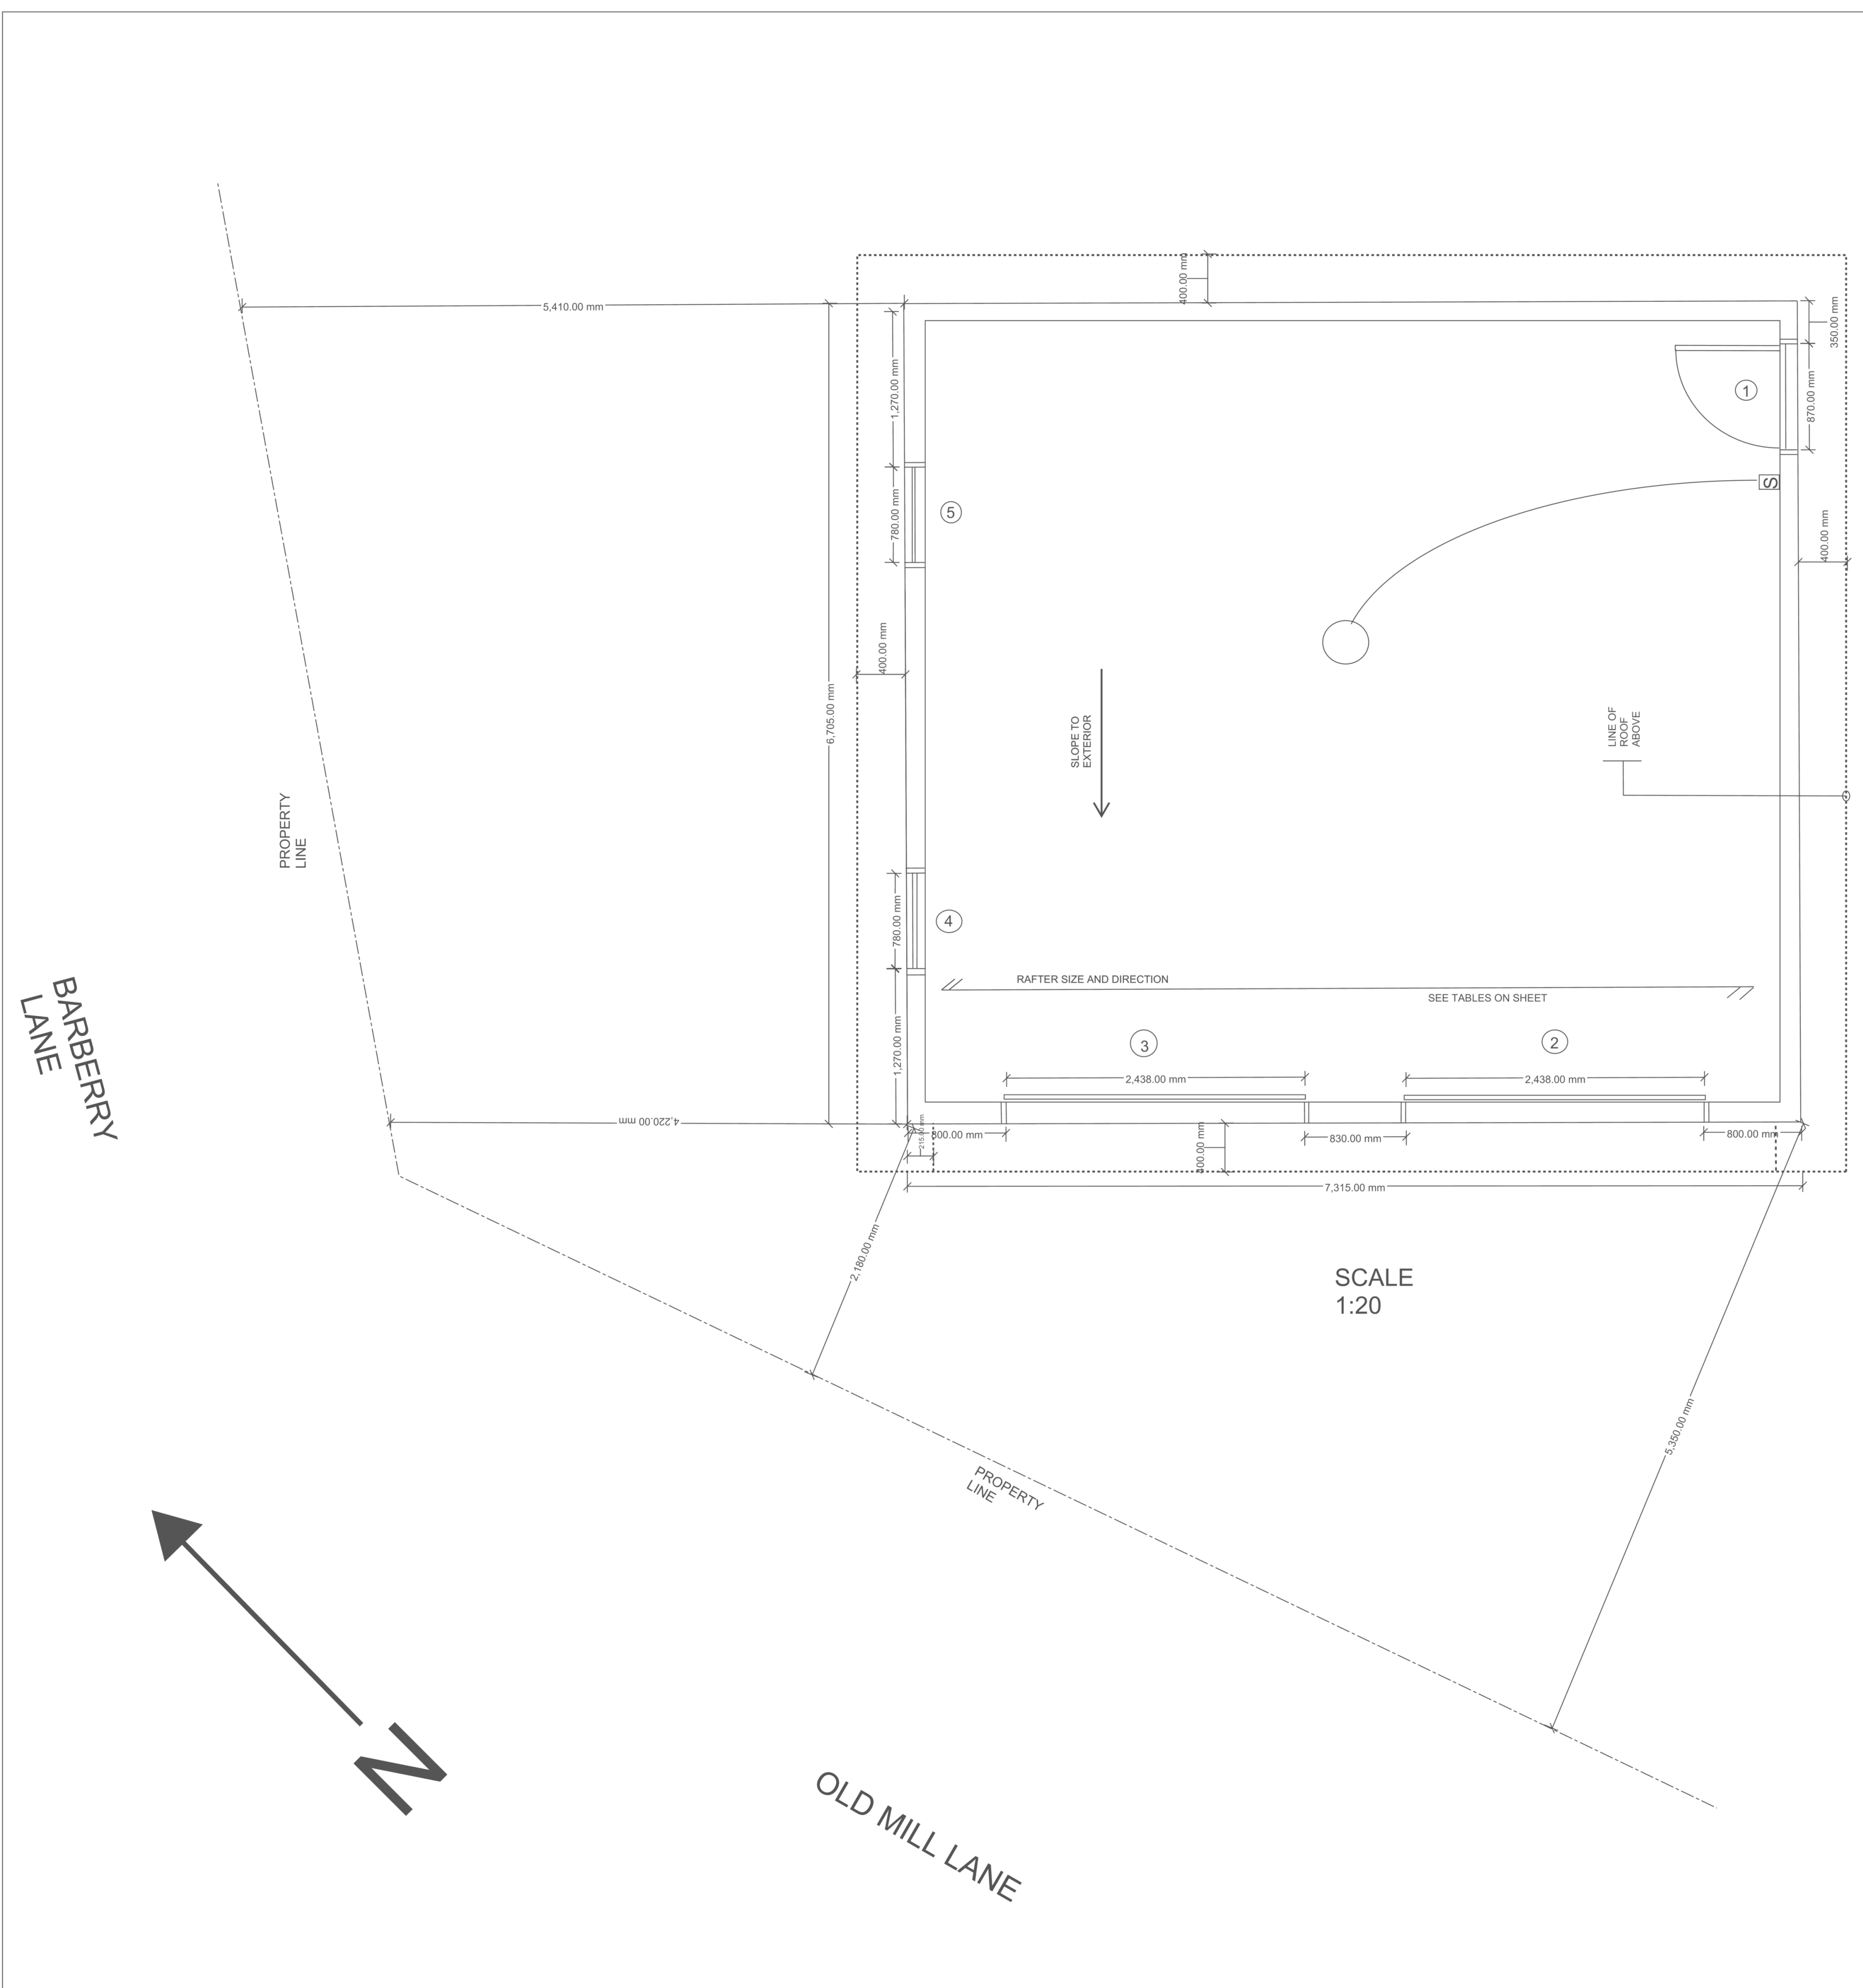 400.00 mm
5,410.00 mm
350.00 mm
1,270.00 mm
870.00 mm
1
780.00 mm
5
S
400.00 mm
400.00 mm
6,705.00 mm
SLOPE TO
EXTERIOR
LINE OF
ROOF
ABOVE
PROPERTY
LINE
780.00 mm
4
RAFTER SIZE AND DIRECTION
SEE TABLES ON SHEET
BARBERRY
LANE
1,270.00 mm
3
2
2,438.00 mm
2,438.00 mm
4,220.00 mm
215.00 mm
800.00 mm
400.00 mm
830.00 mm
800.00 mm
7,315.00 mm
2,180.00 mm
SCALE
1:20
5,350.00 mm
PROPERTY
LINE
N
OLD MILL LANE